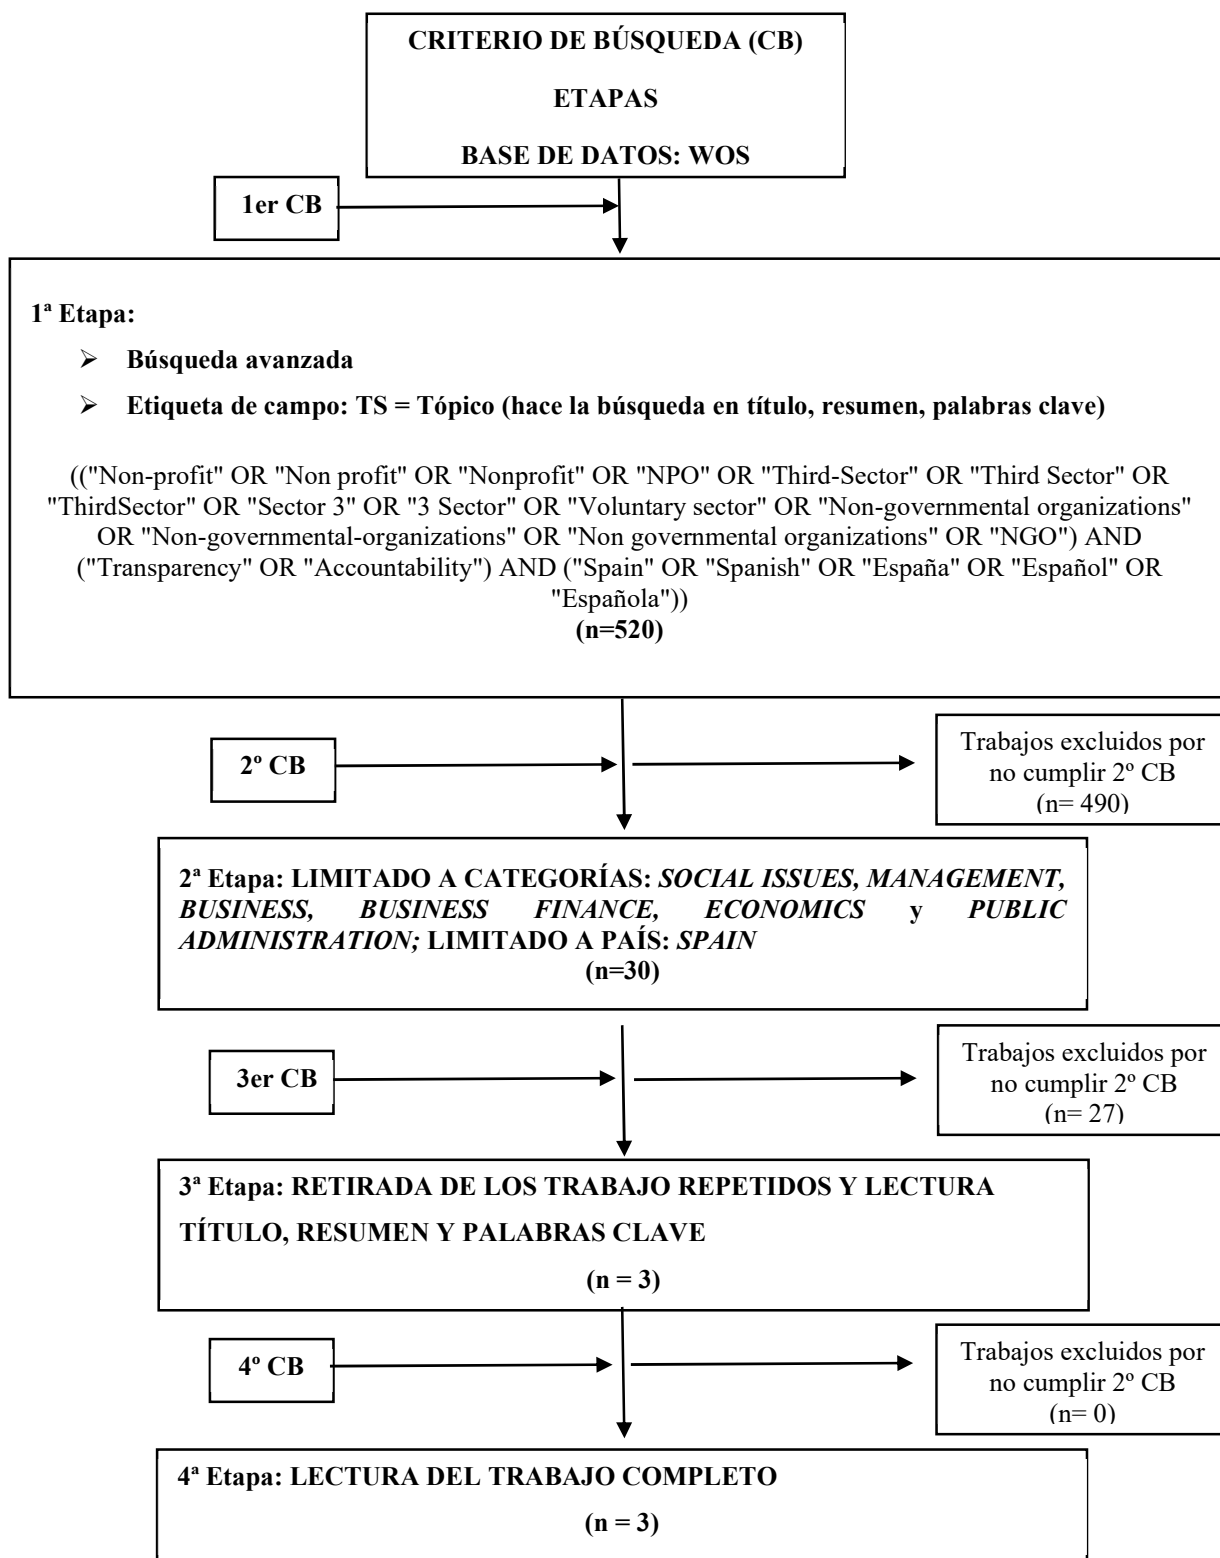 CRITERIO DE BÚSQUEDA (CB)
ETAPAS
BASE DE DATOS: WOS
1er CB
1ª Etapa:
➢ Búsqueda avanzada
➢ Etiqueta de campo: TS = Tópico (hace la búsqueda en título, resumen, palabras clave)
(("Non-profit" OR "Non profit" OR "Nonprofit" OR "NPO" OR "Third-Sector" OR "Third Sector" OR
"ThirdSector" OR "Sector 3" OR "3 Sector" OR "Voluntary sector" OR "Non-governmental organizations"
OR "Non-governmental-organizations" OR "Non governmental organizations" OR "NGO") AND
("Transparency" OR "Accountability") AND ("Spain" OR "Spanish" OR "España" OR "Español" OR
"Española"))
(n=520)
2º CB
Trabajos excluidos por
no cumplir 2º CB
(n= 490)
2ª Etapa: LIMITADO A CATEGORÍAS: SOCIAL ISSUES, MANAGEMENT,
BUSINESS, BUSINESS FINANCE, ECONOMICS y PUBLIC
ADMINISTRATION; LIMITADO A PAÍS: SPAIN
(n=30)
3er CB
Trabajos excluidos por
no cumplir 2º CB
(n= 27)
3ª Etapa: RETIRADA DE LOS TRABAJO REPETIDOS Y LECTURA
TÍTULO, RESUMEN Y PALABRAS CLAVE
(n = 3)
4º CB
Trabajos excluidos por
no cumplir 2º CB
(n= 0)
4ª Etapa: LECTURA DEL TRABAJO COMPLETO
(n = 3)